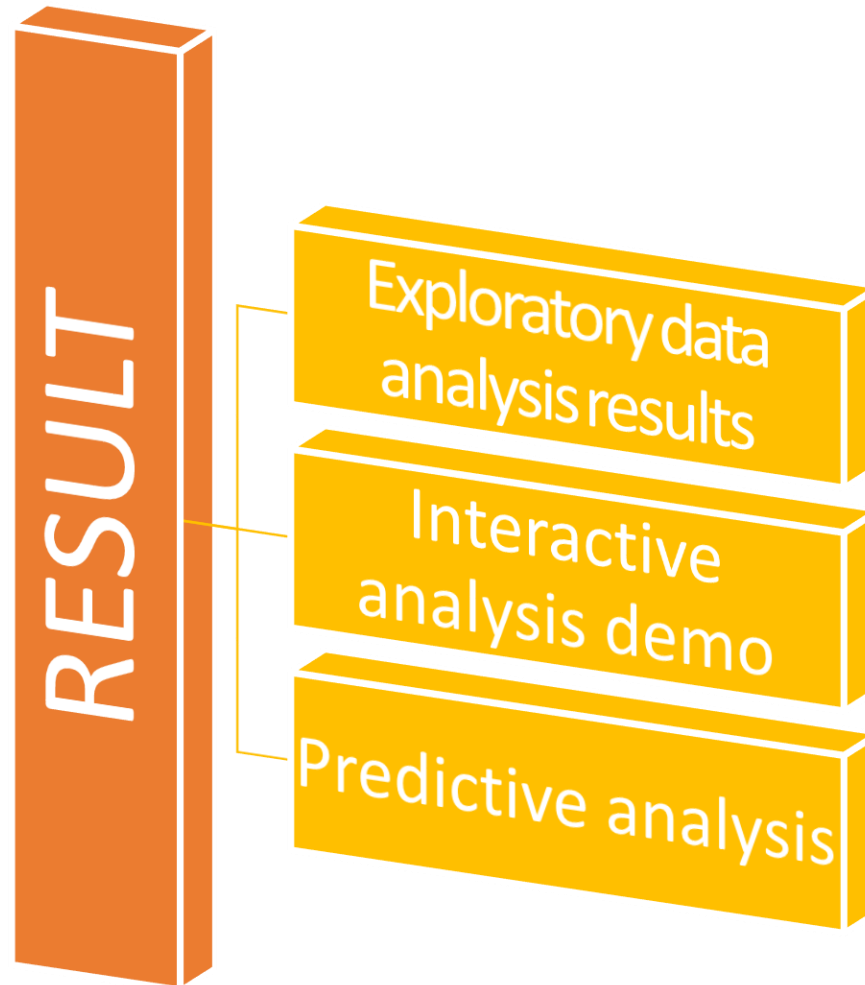 RESULT
Exploratory data
analysis results
Interactive
analysis demo
Predictive analysis